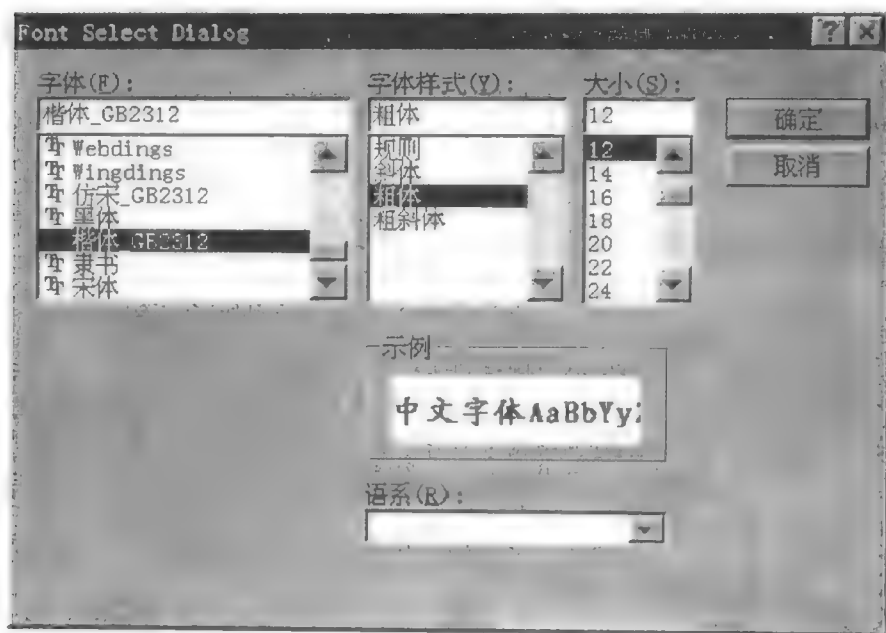 Font Select Dialog
字体(F):
楷体_GB2312
Webdings
Wingdings
仿宋_GB2312
黑体
楷体_GB2312
隶书
宋体
字体样式(Y):
粗体
规则
斜体
粗体
粗斜体
大小(S):
12
12
14
16
18
20
22
24
确定
取消
示例
中文字体AaBbYy
语系(R):